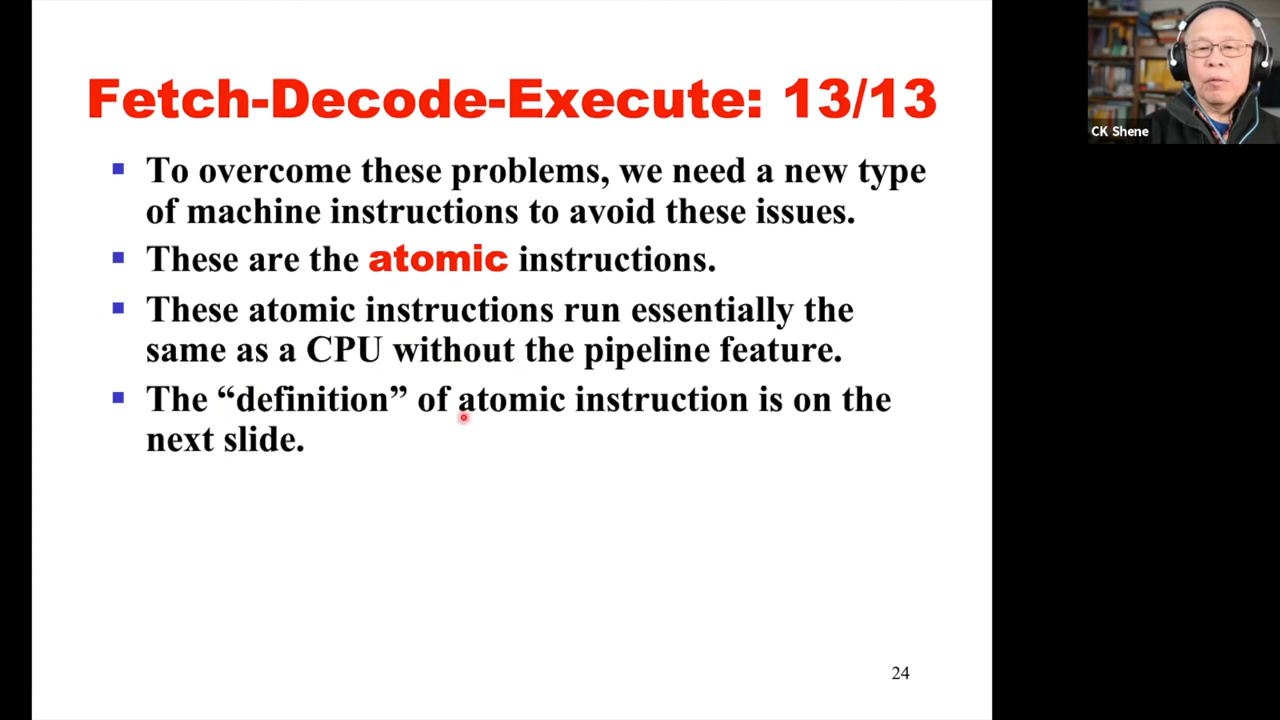 Fetch-Decode-Execute: 13/13
To overcome these problems, we need a new type
of machine instructions to avoid these issues.
These are the atomic instructions.
These atomic instructions run essentially the
same as a CPU without the pipeline feature.
The “definition” of atomic instruction is on the
next slide.
24
CK Shene